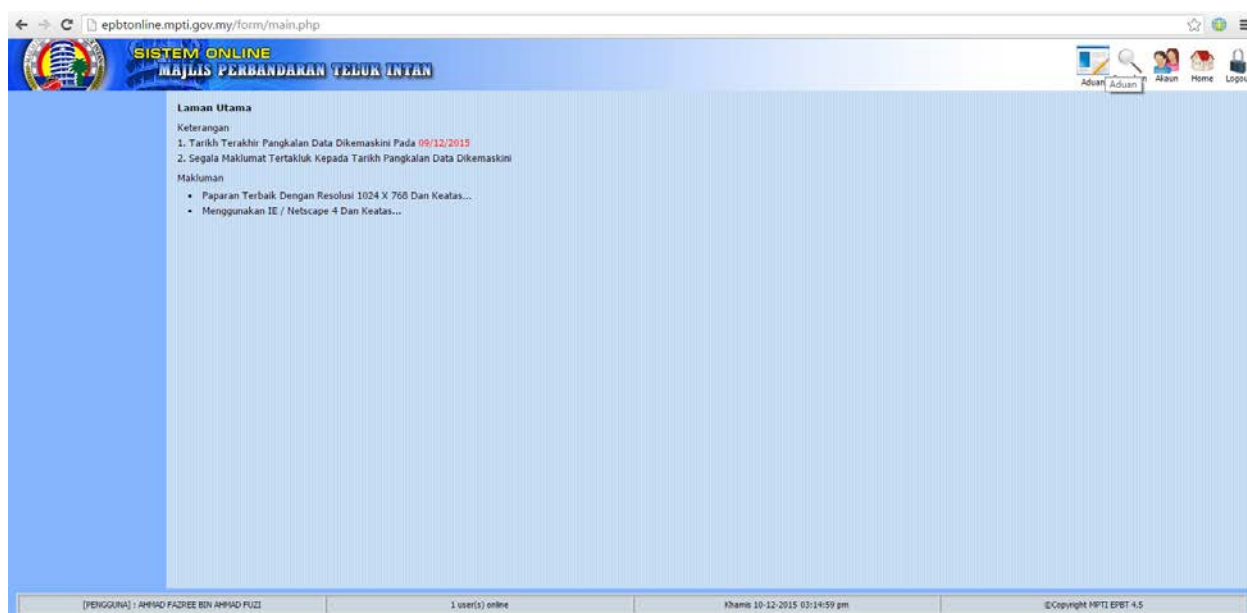 epbtonline.mpti.gov.my/form/main.php
SISTEM ONLINE
MAJLIS PERBANDARAN TELUK INTAN
Aduan Akaun Home Logou
Aduan
Laman Utama
Keterangan
1. Tarikh Terakhir Pangkalan Data Dikemaskini Pada 09/12/2015
2. Segala Maklumat Tertakluk Kepada Tarikh Pangkalan Data Dikemaskini
Makluman
• Paparan Terbaik Dengan Resolusi 1024 X 768 Dan Keatas...
• Menggunakan IE / Netscape 4 Dan Keatas...
[PENGGUNA] : AHMAD FAZREE BIN AHMAD FUZI 1 user(s) online Khamis 10-12-2015 03:14:59 pm ©Copyright MPTI EPBT 4.5